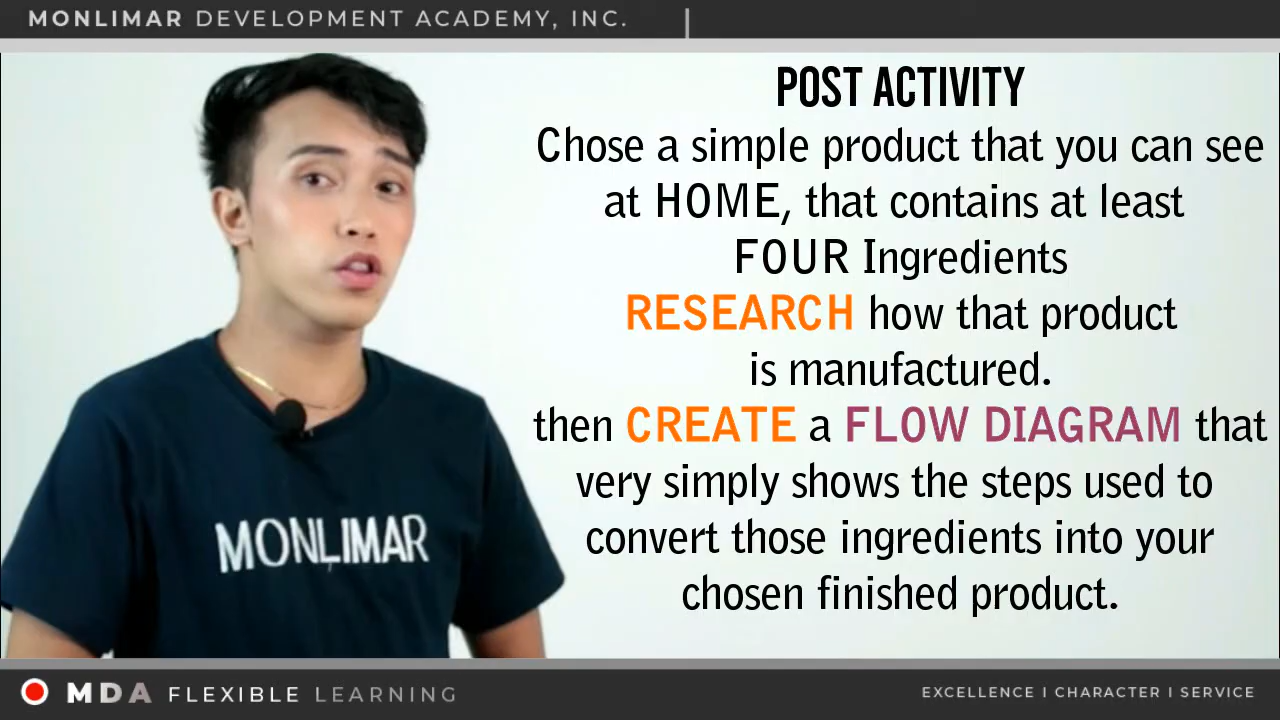 MONLIMAR DEVELOPMENT ACADEMY, INC.
POST ACTIVITY
Chose a simple product that you can see
at HOME, that contains at least
FOUR Ingredients
RESEARCH how that product
is manufactured.
then CREATE a FLOW DIAGRAM that
very simply shows the steps used to
convert those ingredients into your
chosen finished product.
MONLIMAR
MDA FLEXIBLE LEARNING
EXCELLENCE I CHARACTER I SERVICE